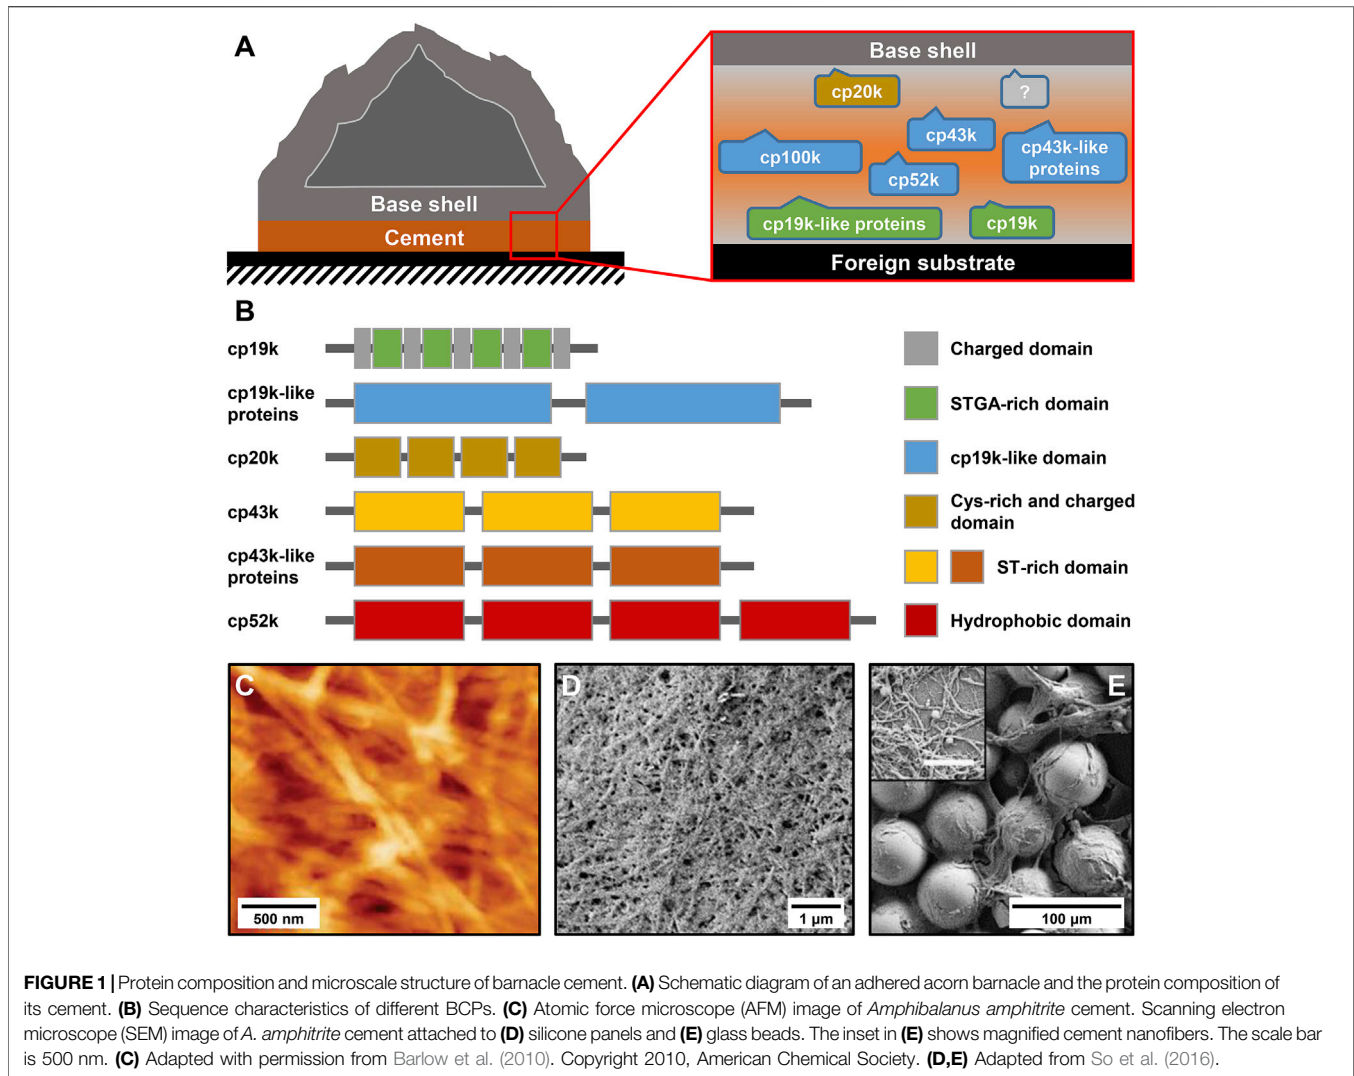 A
Base shell
Cement
Base shell
cp20k
?
cp43k
cp43k-like
proteins
cp100k
cp52k
cp19k-like proteins
cp19k
Foreign substrate
B
cp19k
cp19k-like
proteins
cp20k
cp43k
cp43k-like
proteins
cp52k
Charged domain
STGA-rich domain
cp19k-like domain
Cys-rich and charged
domain
ST-rich domain
Hydrophobic domain
C
500 nm
D
1 μm
E
100 μm
FIGURE 1 | Protein composition and microscale structure of barnacle cement. (A) Schematic diagram of an adhered acorn barnacle and the protein composition of
its cement. (B) Sequence characteristics of different BCPs. (C) Atomic force microscope (AFM) image of Amphibalanus amphitrite cement. Scanning electron
microscope (SEM) image of A. amphitrite cement attached to (D) silicone panels and (E) glass beads. The inset in (E) shows magnified cement nanofibers. The scale bar
is 500 nm. (C) Adapted with permission from Barlow et al. (2010). Copyright 2010, American Chemical Society. (D,E) Adapted from So et al. (2016).